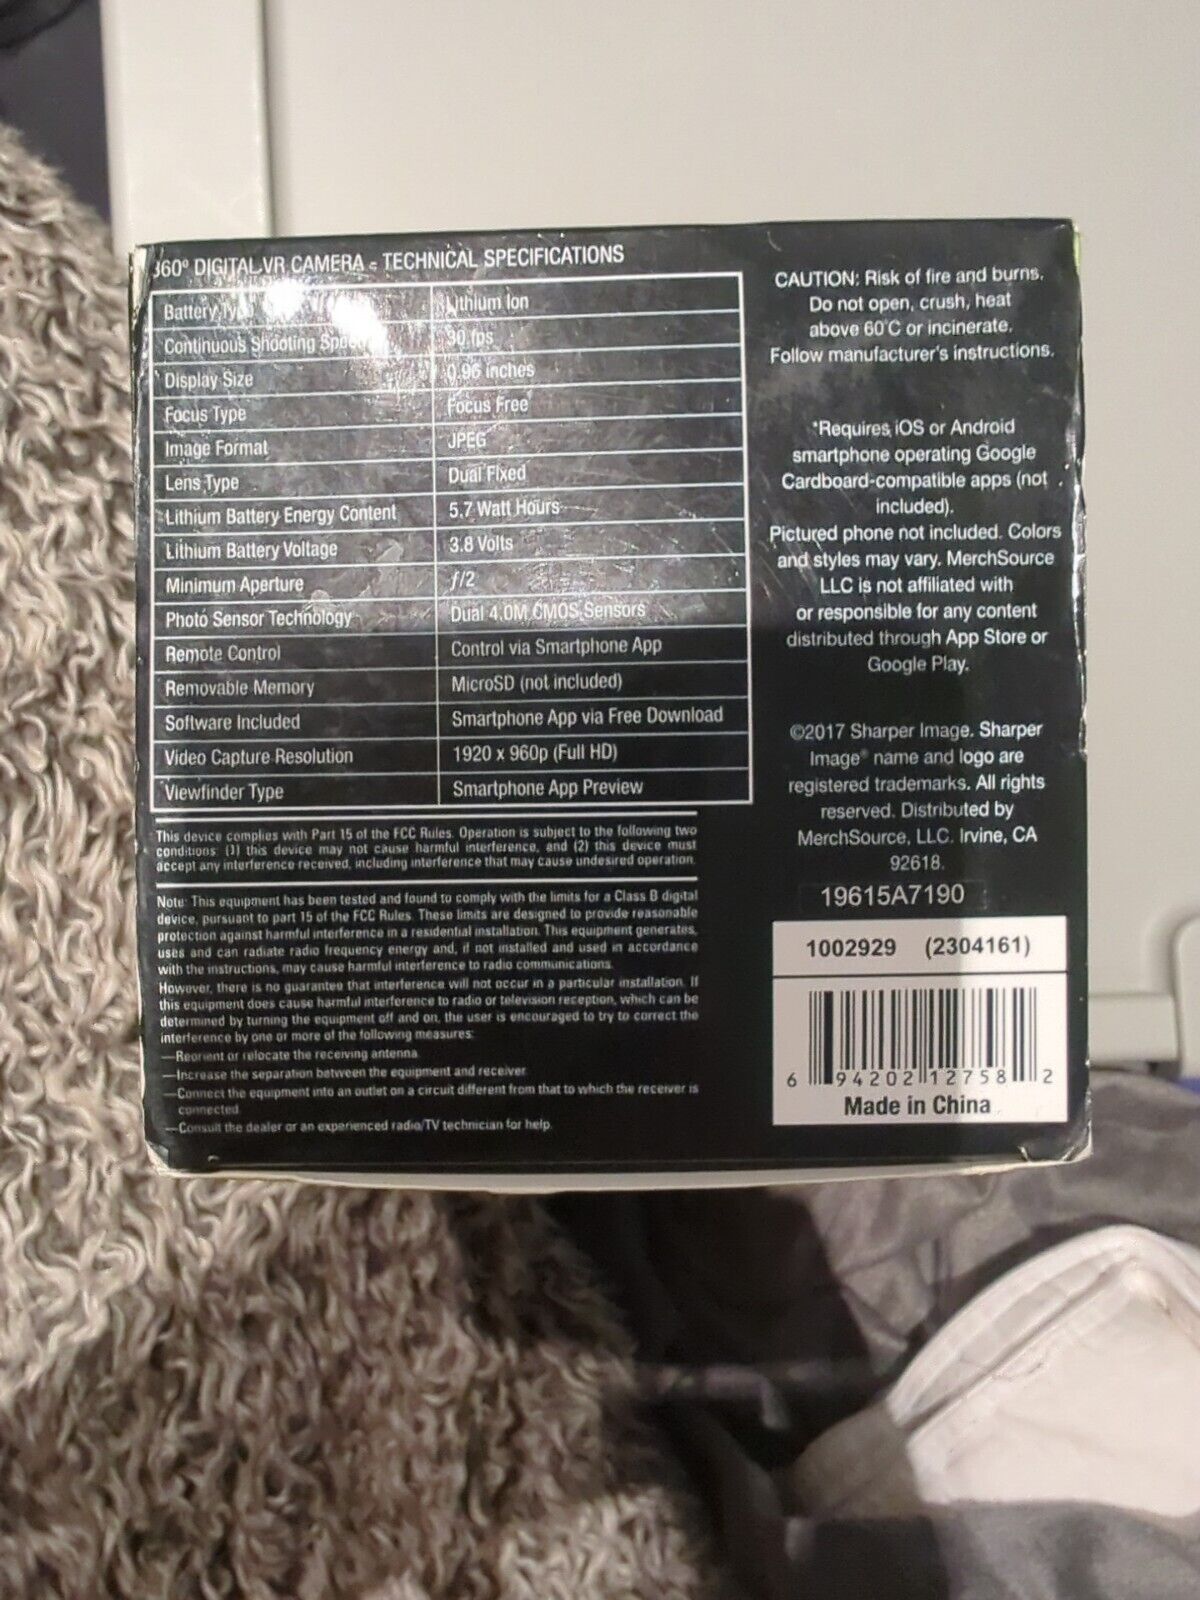 360° DIGITAL VR CAMERA - TECHNICAL SPECIFICATIONS
Battery Type Lithium Ion
Continuous Shooting Speed 30 fps
Display Size 0.96 inches
Focus Type Focus Free
Image Format JPEG
Lens Type Dual Fixed
Lithium Battery Energy Content 5.7 Watt Hours
Lithium Battery Voltage 3.8 Volts
Minimum Aperture f/2
Photo Sensor Technology Dual 4.0M CMOS Sensors
Remote Control Control via Smartphone App
Removable Memory MicroSD (not included)
Software Included Smartphone App via Free Download
Video Capture Resolution 1920 x 960p (Full HD)
Viewfinder Type Smartphone App Preview
This device complies with Part 15 of the FCC Rules. Operation is subject to the following two
conditions: (1) this device may not cause harmful interference, and (2) this device must
accept any interference received, including interference that may cause undesired operation.
Note: This equipment has been tested and found to comply with the limits for a Class B digital
device, pursuant to part 15 of the FCC Rules. These limits are designed to provide reasonable
protection against harmful interference in a residential installation. This equipment generates,
uses and can radiate radio frequency energy and, if not installed and used in accordance
with the instructions, may cause harmful interference to radio communications.
However, there is no guarantee that interference will not occur in a particular installation. If
this equipment does cause harmful interference to radio or television reception, which can be
determined by turning the equipment off and on, the user is encouraged to try to correct the
interference by one or more of the following measures:
—Reorient or relocate the receiving antenna.
—Increase the separation between the equipment and receiver.
—Connect the equipment into an outlet on a circuit different from that to which the receiver is
connected.
—Consult the dealer or an experienced radio/TV technician for help.
CAUTION: Risk of fire and burns.
Do not open, crush, heat
above 60°C or incinerate.
Follow manufacturer's instructions.
*Requires iOS or Android
smartphone operating Google
Cardboard-compatible apps (not
included).
Pictured phone not included. Colors
and styles may vary. MerchSource
LLC is not affiliated with
or responsible for any content
distributed through App Store or
Google Play.
©2017 Sharper Image. Sharper
Image® name and logo are
registered trademarks. All rights
reserved. Distributed by
MerchSource, LLC. Irvine, CA
92618.
19615A7190
1002929 (2304161)
6 94202 12758 2
Made in China